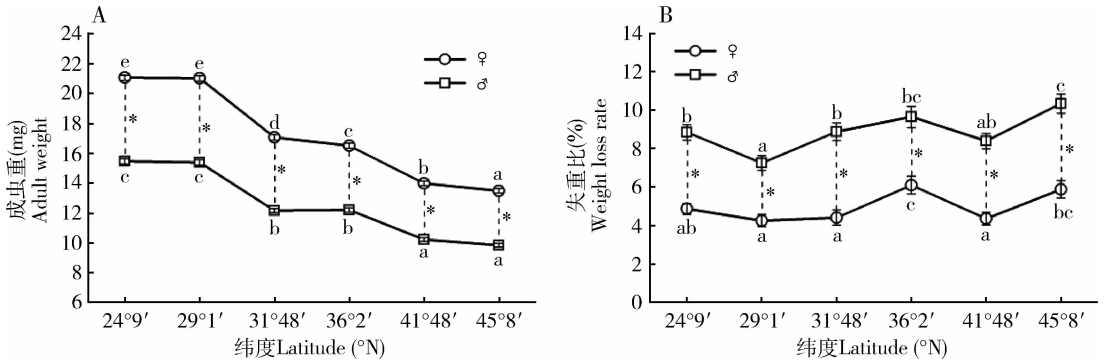 A
成虫重(mg)
Adult weight
24
22
20
18
16
14
12
10
8
6
♀
♂
e e d c b a
* * * * * *
c c b b a a
24°9′ 29°1′ 31°48′ 36°2′ 41°48′ 45°8′
纬度Latitude (°N)
B
失重比(%)
Weight loss rate
14
12
10
8
6
4
2
0
♀
♂
b a b bc ab c
* * * * * *
ab a a c a bc
24°9′ 29°1′ 31°48′ 36°2′ 41°48′ 45°8′
纬度Latitude (°N)